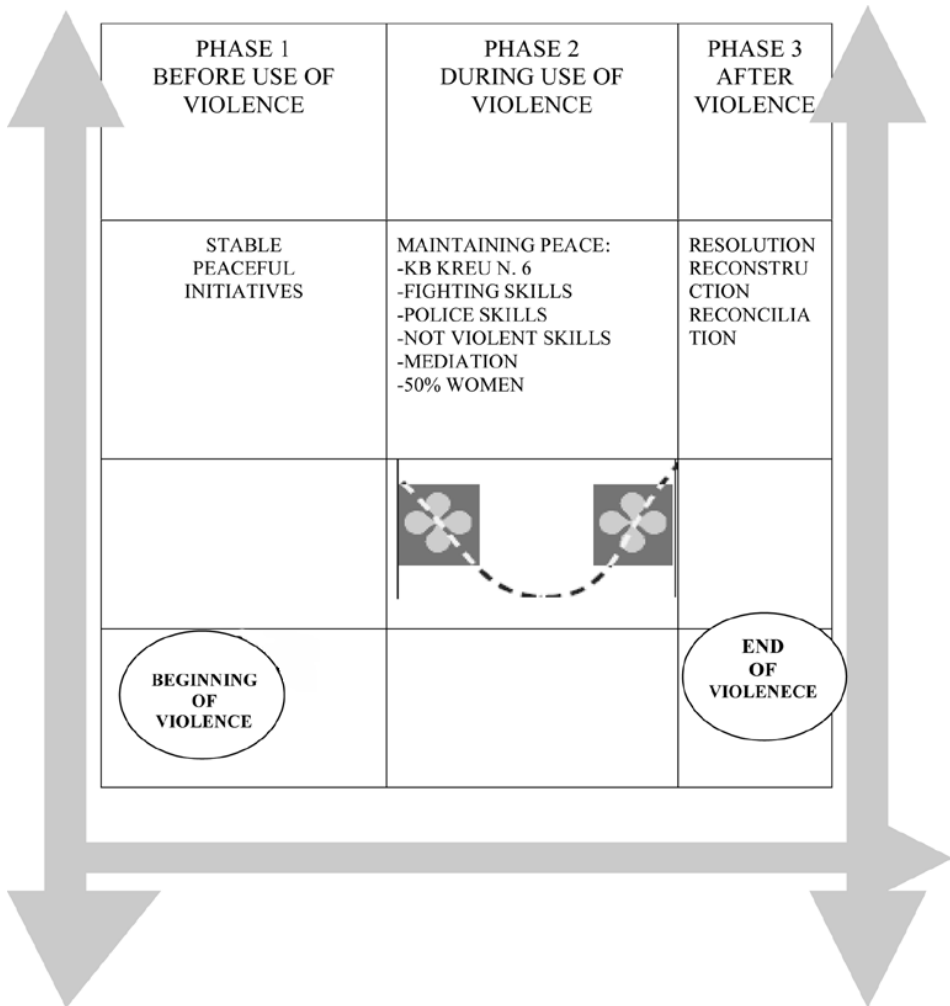 PHASE 1
BEFORE USE OF
VIOLENCE
PHASE 2
DURING USE OF
VIOLENCE
PHASE 3
AFTER
VIOLENCE
STABLE
PEACEFUL
INITIATIVES
MAINTAINING PEACE:
-KB KREU N. 6
-FIGHTING SKILLS
-POLICE SKILLS
-NOT VIOLENT SKILLS
-MEDIATION
-50% WOMEN
RESOLUTION
RECONSTRU
CTION
RECONCILIA
TION
BEGINNING
OF
VIOLENCE
END
OF
VIOLENECE